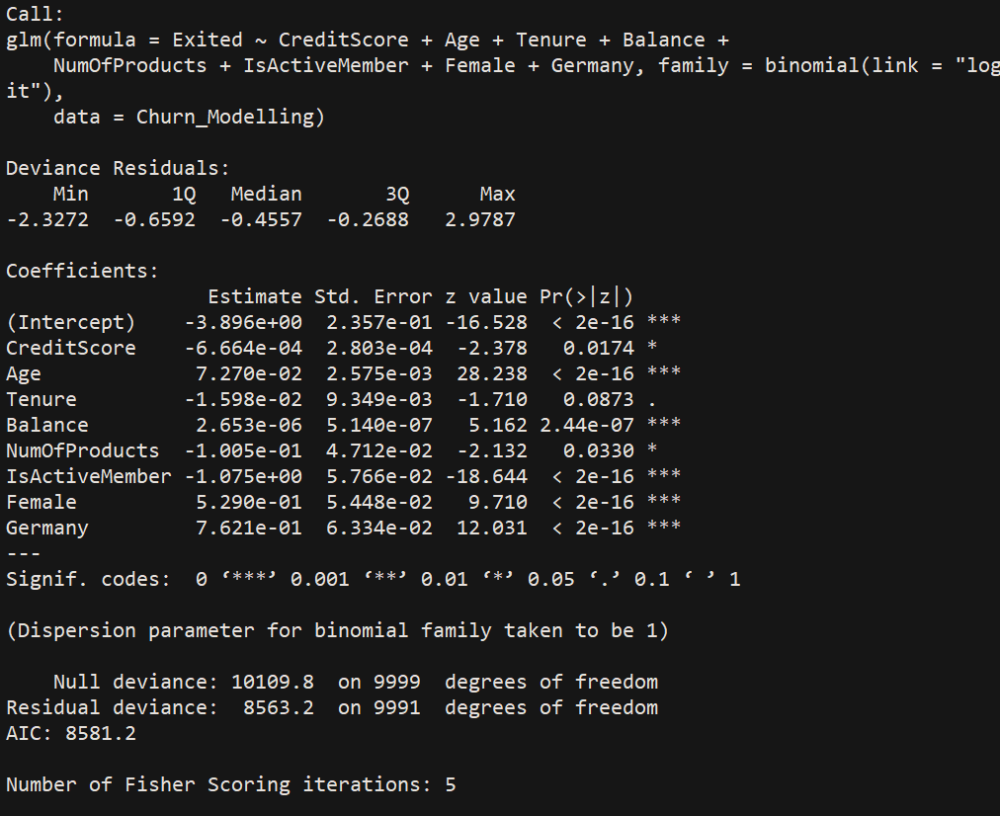 Call:
glm(formula = Exited ~ CreditScore + Age + Tenure + Balance +
    NumOfProducts + IsActiveMember + Female + Germany, family = binomial(link = "log
it"),
    data = Churn_Modelling)

Deviance Residuals:
    Min       1Q   Median       3Q      Max
-2.3272  -0.6592  -0.4557  -0.2688   2.9787

Coefficients:
                 Estimate Std. Error z value Pr(>|z|)
(Intercept)    -3.896e+00  2.357e-01 -16.528  < 2e-16 ***
CreditScore    -6.664e-04  2.803e-04  -2.378   0.0174 *
Age             7.270e-02  2.575e-03  28.238  < 2e-16 ***
Tenure         -1.598e-02  9.349e-03  -1.710   0.0873 .
Balance         2.653e-06  5.140e-07   5.162 2.44e-07 ***
NumOfProducts  -1.005e-01  4.712e-02  -2.132   0.0330 *
IsActiveMember -1.075e+00  5.766e-02 -18.644  < 2e-16 ***
Female          5.290e-01  5.448e-02   9.710  < 2e-16 ***
Germany         7.621e-01  6.334e-02  12.031  < 2e-16 ***
---
Signif. codes:  0 ‘***’ 0.001 ‘**’ 0.01 ‘*’ 0.05 ‘.’ 0.1 ‘ ’ 1

(Dispersion parameter for binomial family taken to be 1)

    Null deviance: 10109.8  on 9999  degrees of freedom
Residual deviance:  8563.2  on 9991  degrees of freedom
AIC: 8581.2

Number of Fisher Scoring iterations: 5